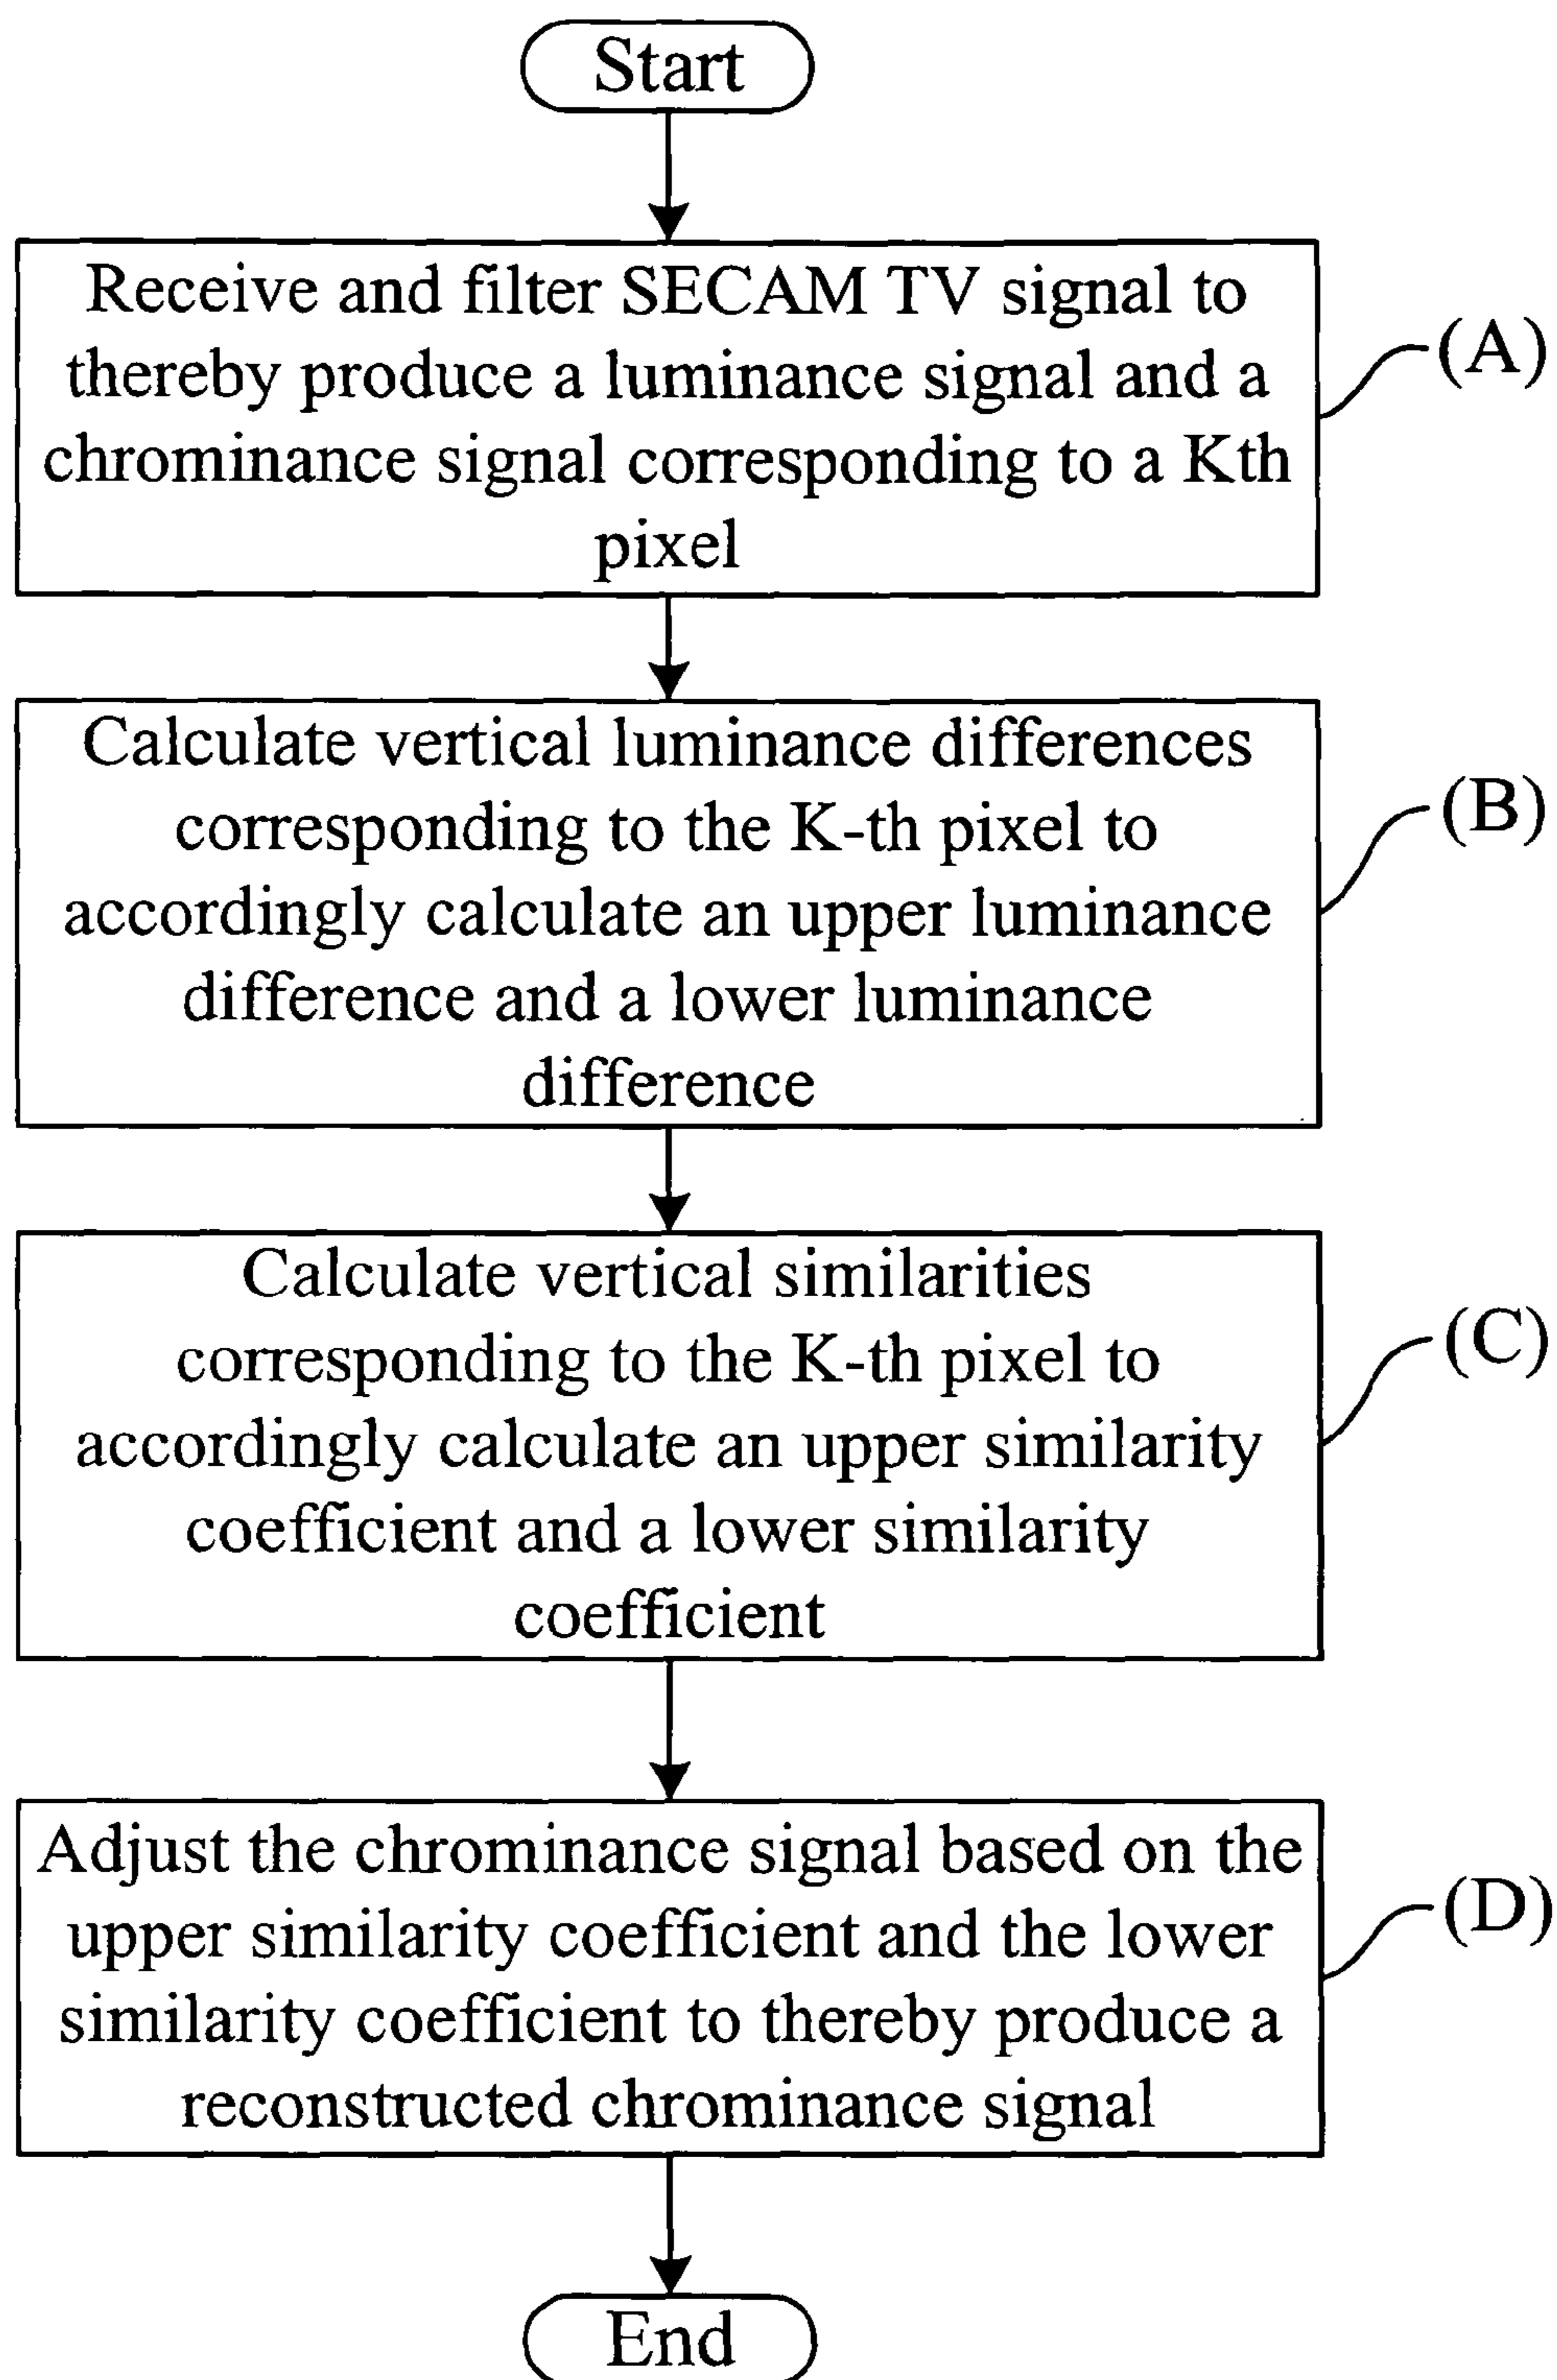 Start
Receive and filter SECAM TV signal to
thereby produce a luminance signal and a
chrominance signal corresponding to a Kth
pixel
(A)
Calculate vertical luminance differences
corresponding to the K-th pixel to
accordingly calculate an upper luminance
difference and a lower luminance
difference
(B)
Calculate vertical similarities
corresponding to the K-th pixel to
accordingly calculate an upper similarity
coefficient and a lower similarity
coefficient
(C)
Adjust the chrominance signal based on the
upper similarity coefficient and the lower
similarity coefficient to thereby produce a
reconstructed chrominance signal
(D)
End